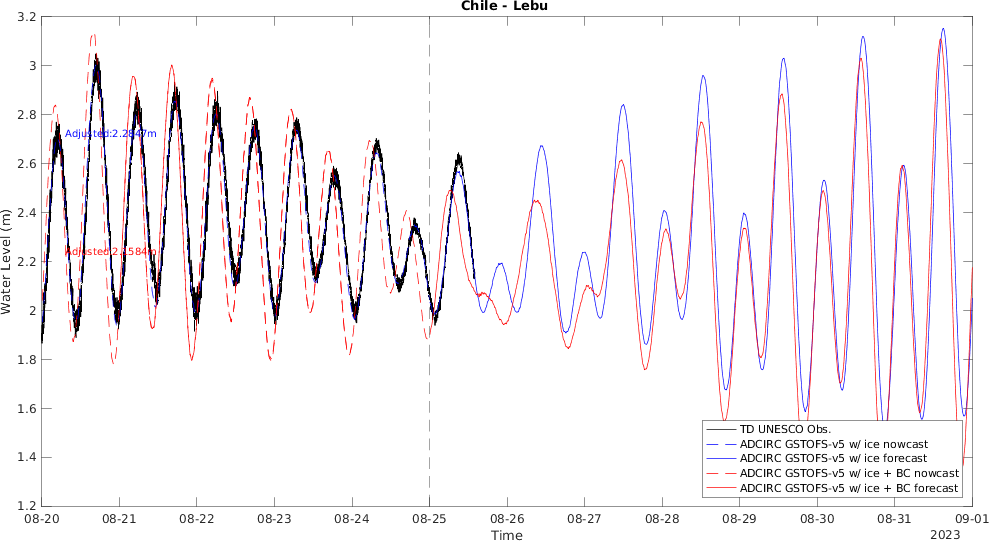 Chile - Lebu
3.2
3
2.8
2.6
2.4
2.2
2
1.8
1.6
1.4
1.2
Water Level (m)
Adjusted:2.2847m
TD UNESCO Obs.
ADCIRC GSTOFS-v5 w/ ice nowcast
ADCIRC GSTOFS-v5 w/ ice forecast
ADCIRC GSTOFS-v5 w/ ice + BC nowcast
ADCIRC GSTOFS-v5 w/ ice + BC forecast
08-20 08-21 08-22 08-23 08-24 08-25 08-26 08-27 08-28 08-29 08-30 08-31 09-01
Time
2023